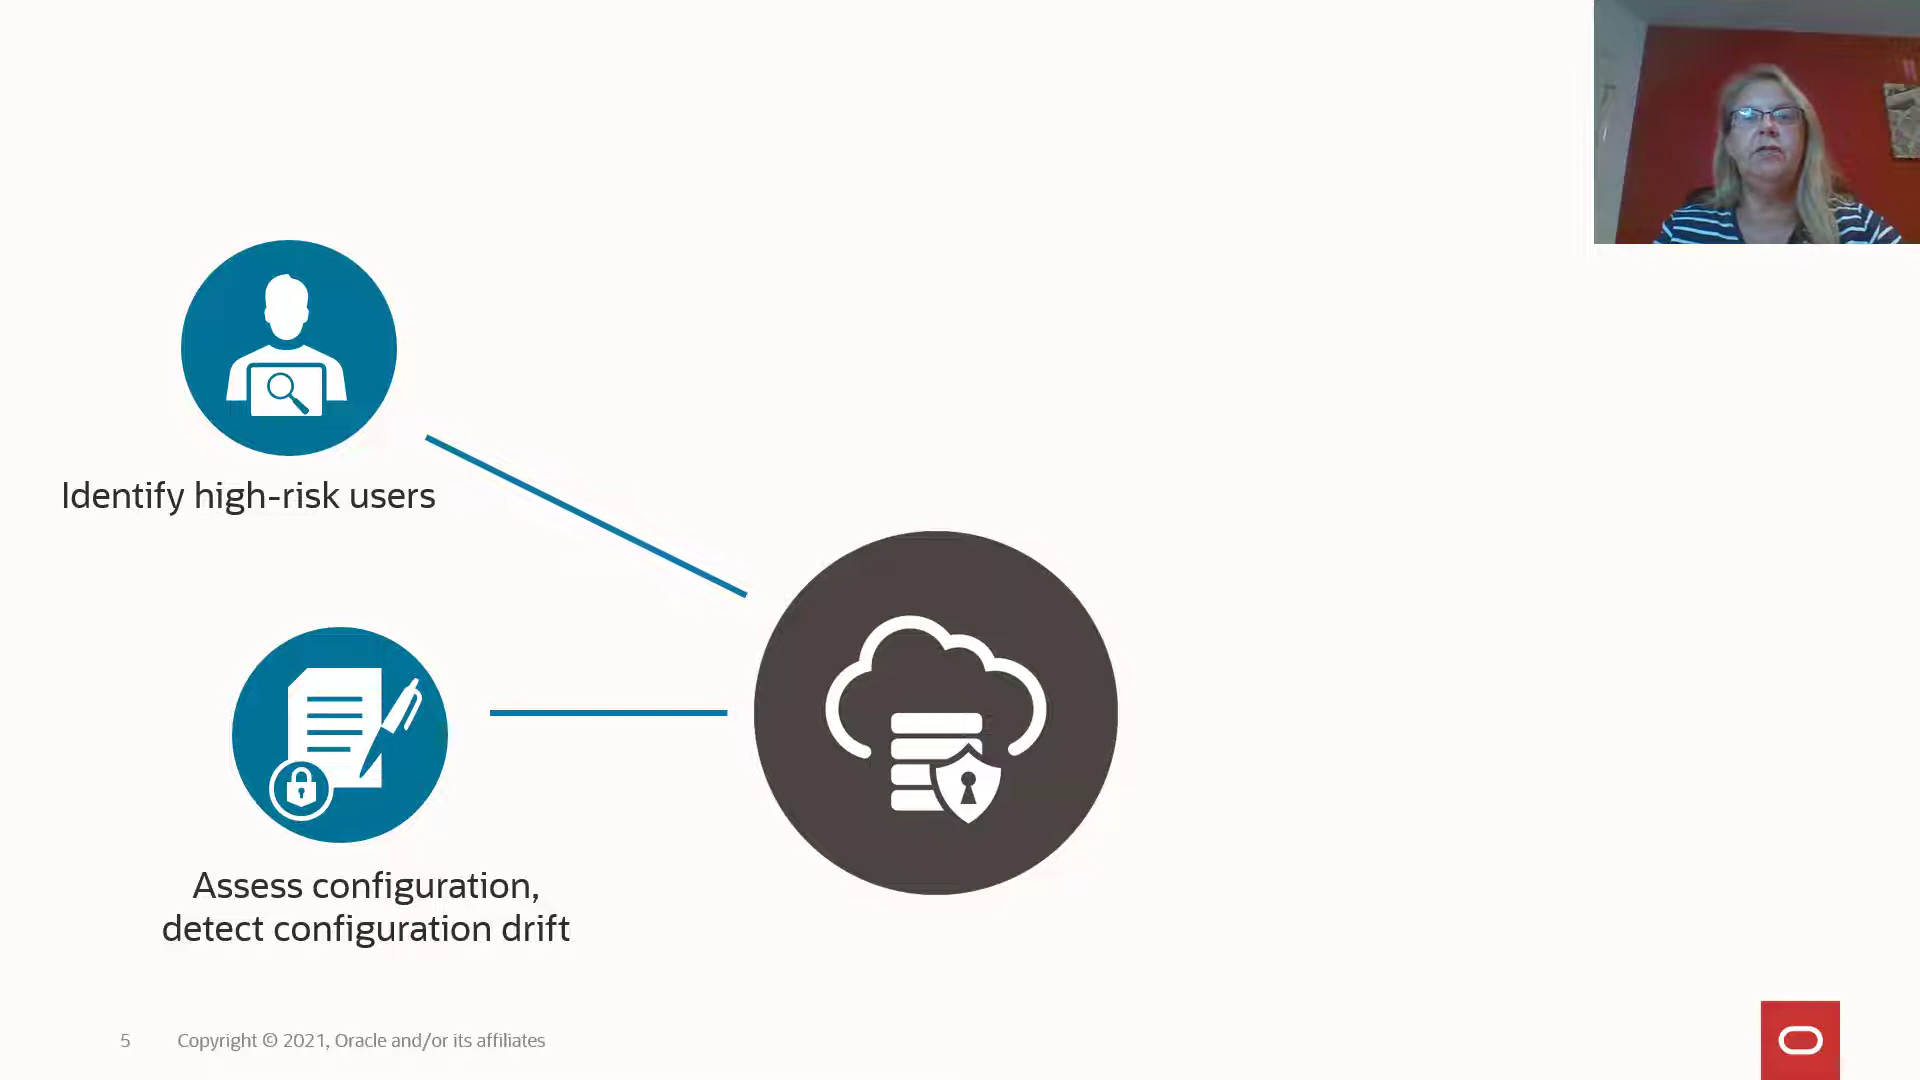 Identify high-risk users
Assess configuration,
detect configuration drift
5
Copyright © 2021, Oracle and/or its affiliates